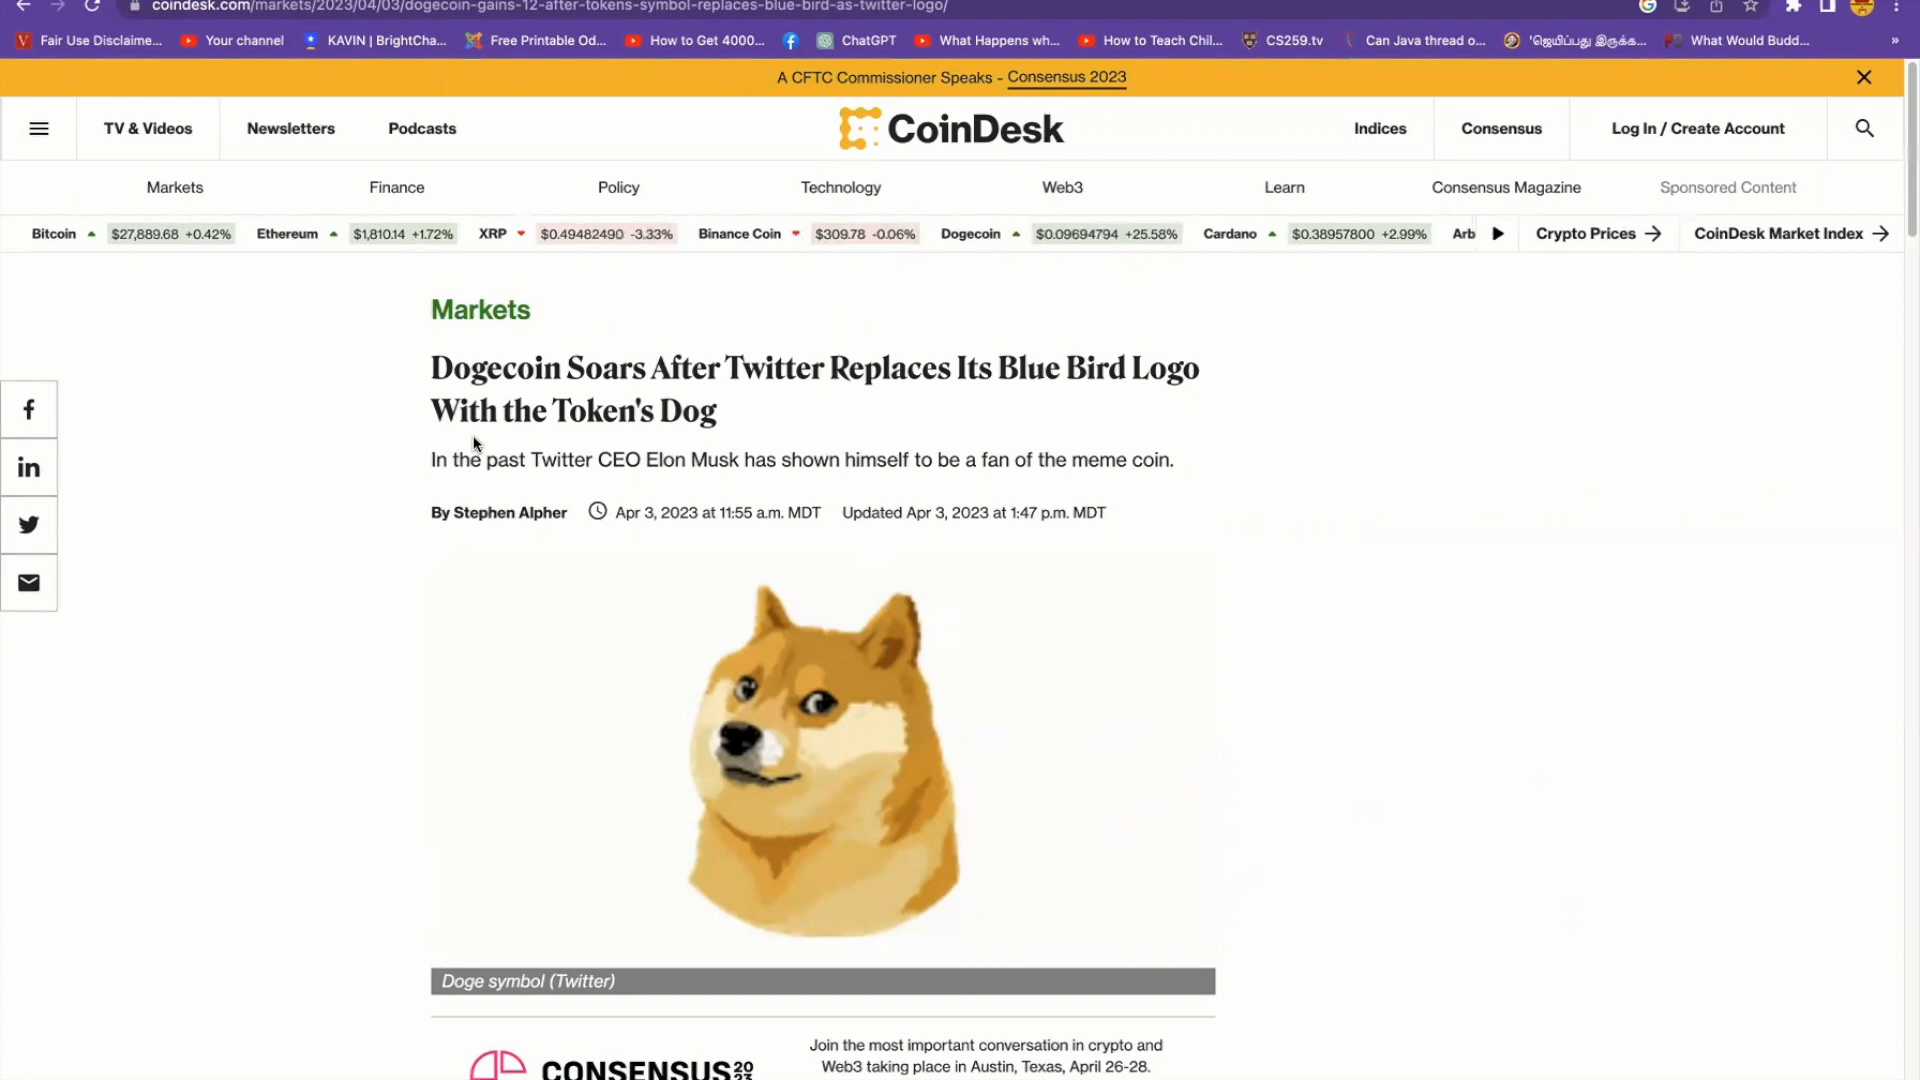 coindesk.com/markets/2023/04/03/dogecoin-gains-12-after-tokens-symbol-replaces-blue-bird-as-twitter-logo/
Fair Use Disclaime... Your channel KAVIN | BrightCha... Free Printable Od... How to Get 4000... ChatGPT What Happens wh... How to Teach Chil... CS259.tv Can Java thread o... 'ஜெயிப்பது இருக்க... What Would Budd... »
A CFTC Commissioner Speaks - Consensus 2023
TV & Videos Newsletters Podcasts CoinDesk Indices Consensus Log In / Create Account
Markets Finance Policy Technology Web3 Learn Consensus Magazine Sponsored Content
Bitcoin $27,889.68 +0.42% Ethereum $1,810.14 +1.72% XRP $0.49482490 -3.33% Binance Coin $309.78 -0.06% Dogecoin $0.09694794 +25.58% Cardano $0.38957800 +2.99% Arb Crypto Prices CoinDesk Market Index
Markets
Dogecoin Soars After Twitter Replaces Its Blue Bird Logo
With the Token's Dog
In the past Twitter CEO Elon Musk has shown himself to be a fan of the meme coin.
By Stephen Alpher Apr 3, 2023 at 11:55 a.m. MDT Updated Apr 3, 2023 at 1:47 p.m. MDT
Doge symbol (Twitter)
Join the most important conversation in crypto and
CONSENSUS 2023
Web3 taking place in Austin, Texas, April 26-28.